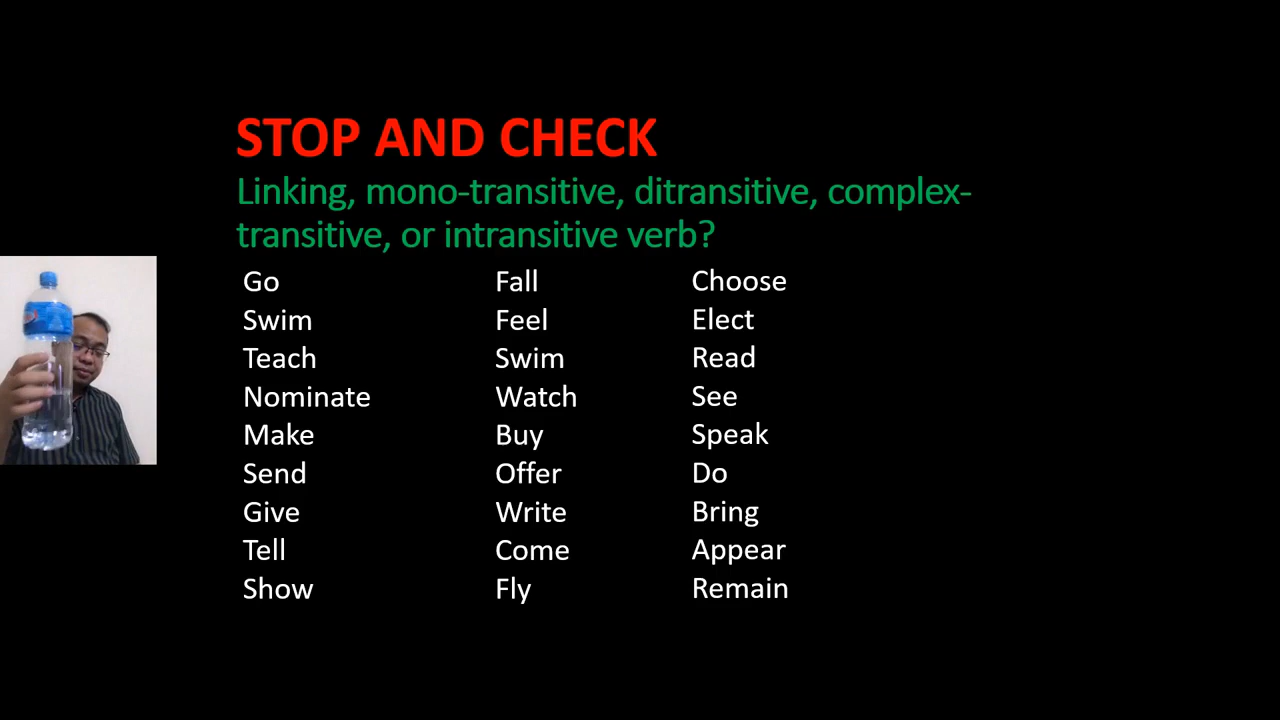 STOP AND CHECK
Linking, mono-transitive, ditransitive, complex-
transitive, or intransitive verb?
Go
Swim
Teach
Nominate
Make
Send
Give
Tell
Show
Fall
Feel
Swim
Watch
Buy
Offer
Write
Come
Fly
Choose
Elect
Read
See
Speak
Do
Bring
Appear
Remain